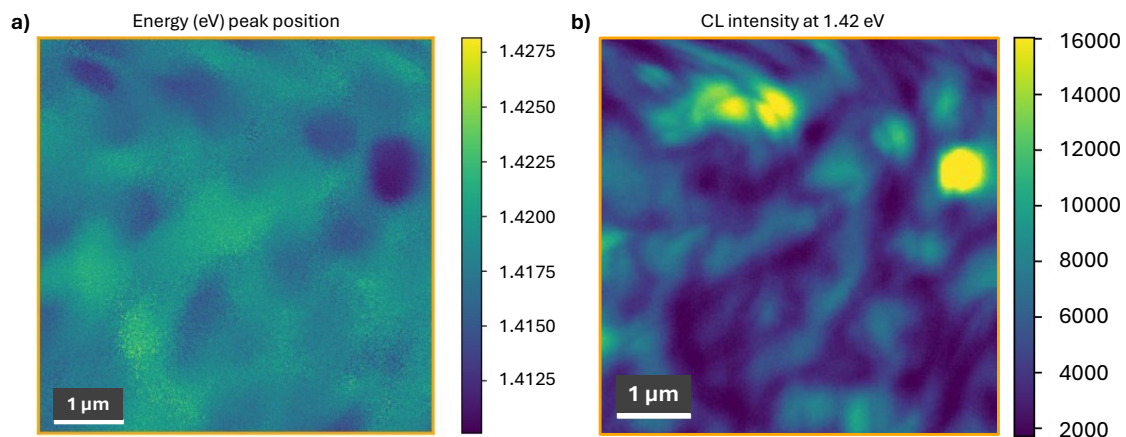 a)
Energy (eV) peak position
1.4275
1.4250
1.4225
1.4200
1.4175
1.4150
1.4125
1 µm
b)
CL intensity at 1.42 eV
16000
14000
12000
10000
8000
6000
4000
2000
1 µm